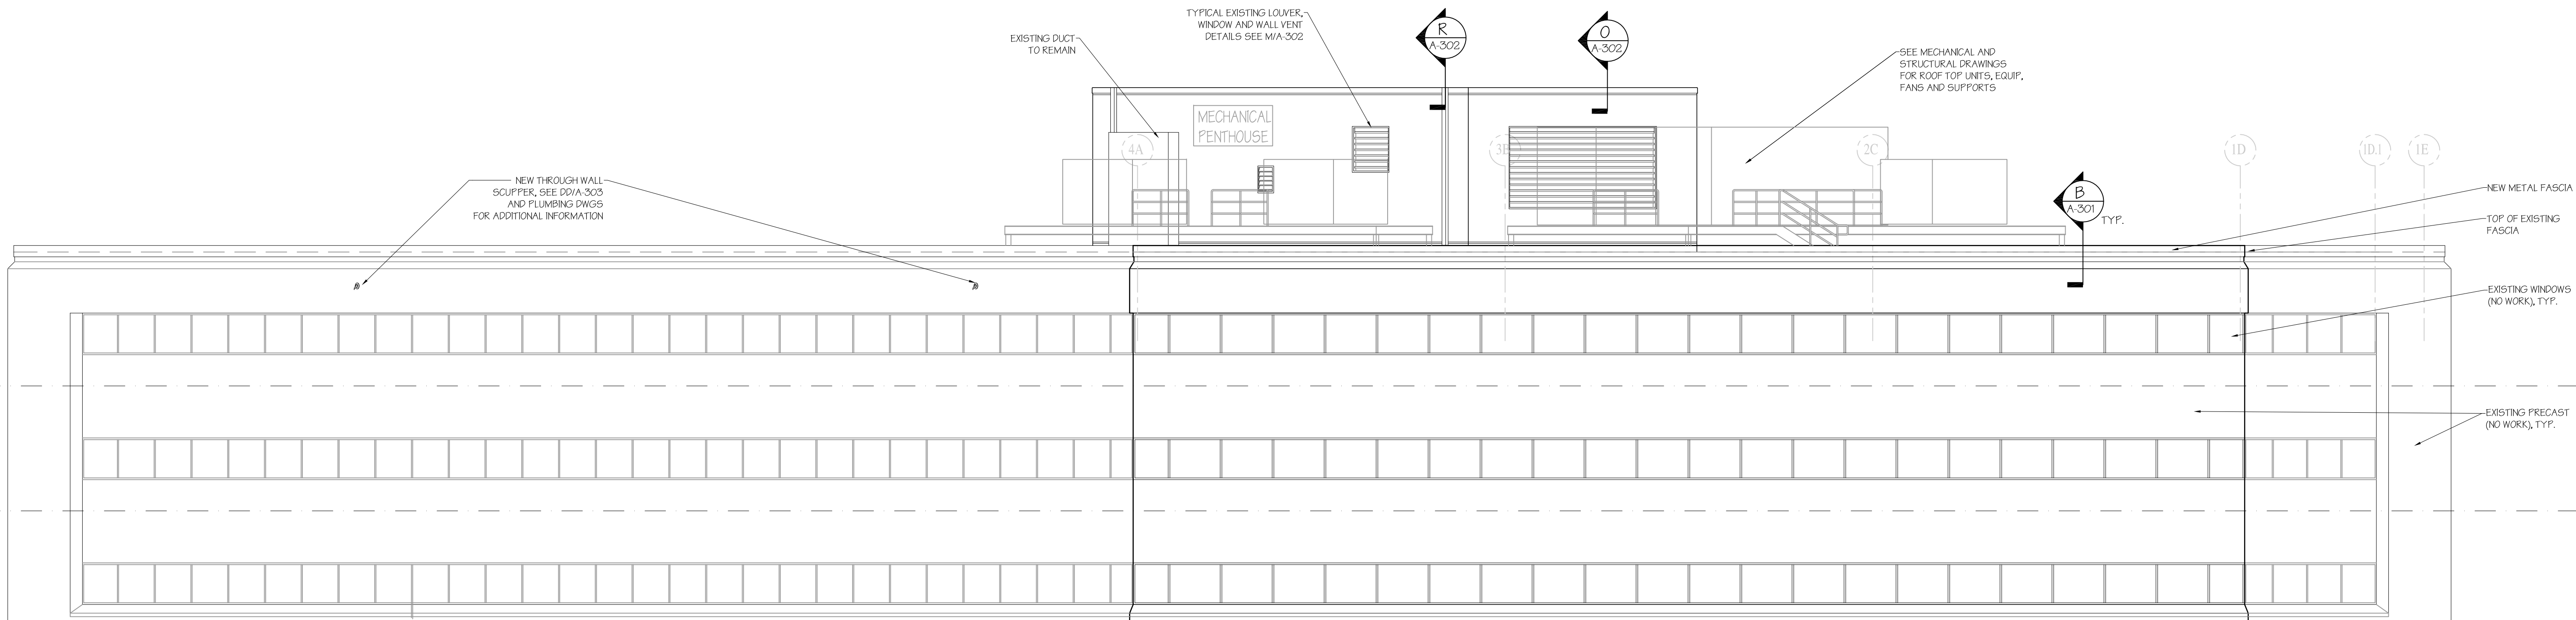 TYPICAL EXISTING LOUVER,
WINDOW AND WALL VENT
DETAILS SEE M/A-302
EXISTING DUCT
TO REMAIN
R
A-302
O
A-302
SEE MECHANICAL AND
STRUCTURAL DRAWINGS
FOR ROOF TOP UNITS, EQUIP,
FANS AND SUPPORTS
MECHANICAL
PENTHOUSE
4A
2C
1D
1D.1
1E
NEW THROUGH WALL
SCUPPER, SEE DD/A-303
AND PLUMBING DWGS
FOR ADDITIONAL INFORMATION
B
A-301
TYP.
NEW METAL FASCIA
TOP OF EXISTING
FASCIA
EXISTING WINDOWS
(NO WORK), TYP.
EXISTING PRECAST
(NO WORK), TYP.